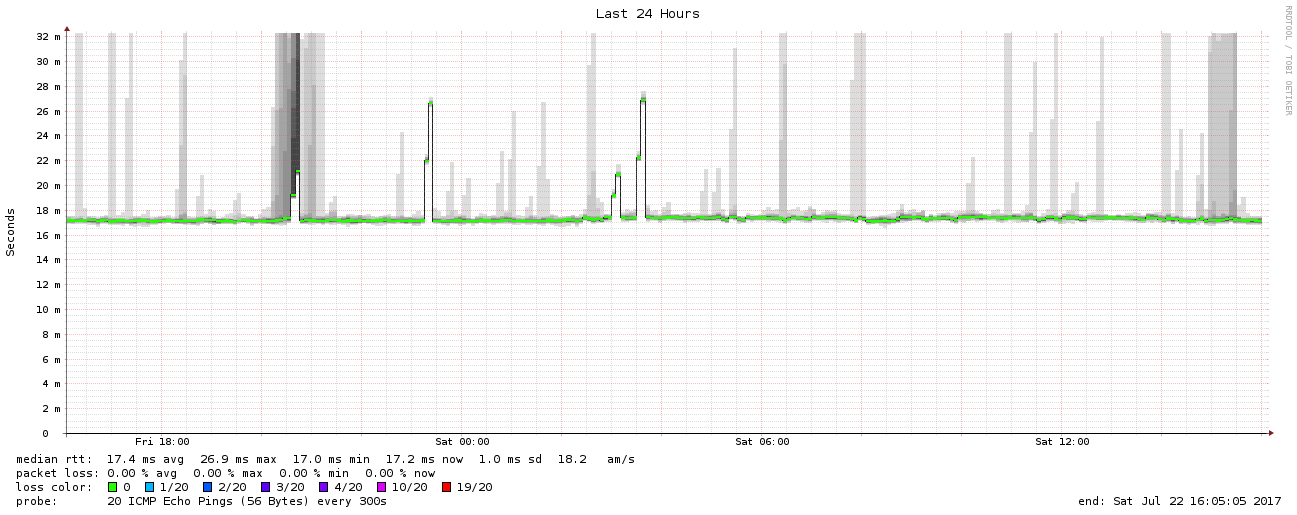 Last 24 Hours
RRDTOOL / TOBI OETIKER
Seconds
32 m
30 m
28 m
26 m
24 m
22 m
20 m
18 m
16 m
14 m
12 m
10 m
8 m
6 m
4 m
2 m
0
Fri 18:00 Sat 00:00 Sat 06:00 Sat 12:00
median rtt: 17.4 ms avg 26.9 ms max 17.0 ms min 17.2 ms now 1.0 ms sd 18.2 am/s
packet loss: 0.00 % avg 0.00 % max 0.00 % min 0.00 % now
loss color: 0 1/20 2/20 3/20 4/20 10/20 19/20
probe: 20 ICMP Echo Pings (56 Bytes) every 300s end: Sat Jul 22 16:05:05 2017